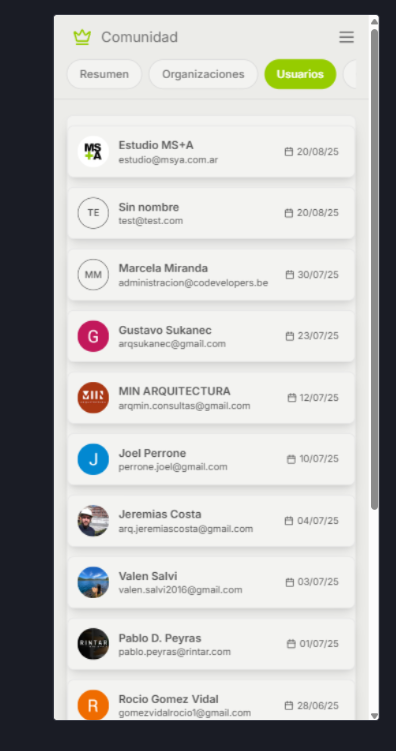 Comunidad
Resumen
Organizaciones
Usuarios
MS
+A
Estudio MS+A
estudio@msya.com.ar
20/08/25
TE
Sin nombre
test@test.com
20/08/25
MM
Marcela Miranda
administracion@codevelopers.be
30/07/25
G
Gustavo Sukanec
arqsukanec@gmail.com
23/07/25
MIN ARQUITECTURA
arqmin.consultas@gmail.com
12/07/25
J
Joel Perrone
perrone.joel@gmail.com
10/07/25
Jeremias Costa
arq.jeremiascosta@gmail.com
04/07/25
Valen Salvi
valen.salvi2016@gmail.com
03/07/25
RINTAR
Pablo D. Peyras
pablo.peyras@rintar.com
01/07/25
R
Rocio Gomez Vidal
gomezvidalrocio1@gmail.com
28/06/25